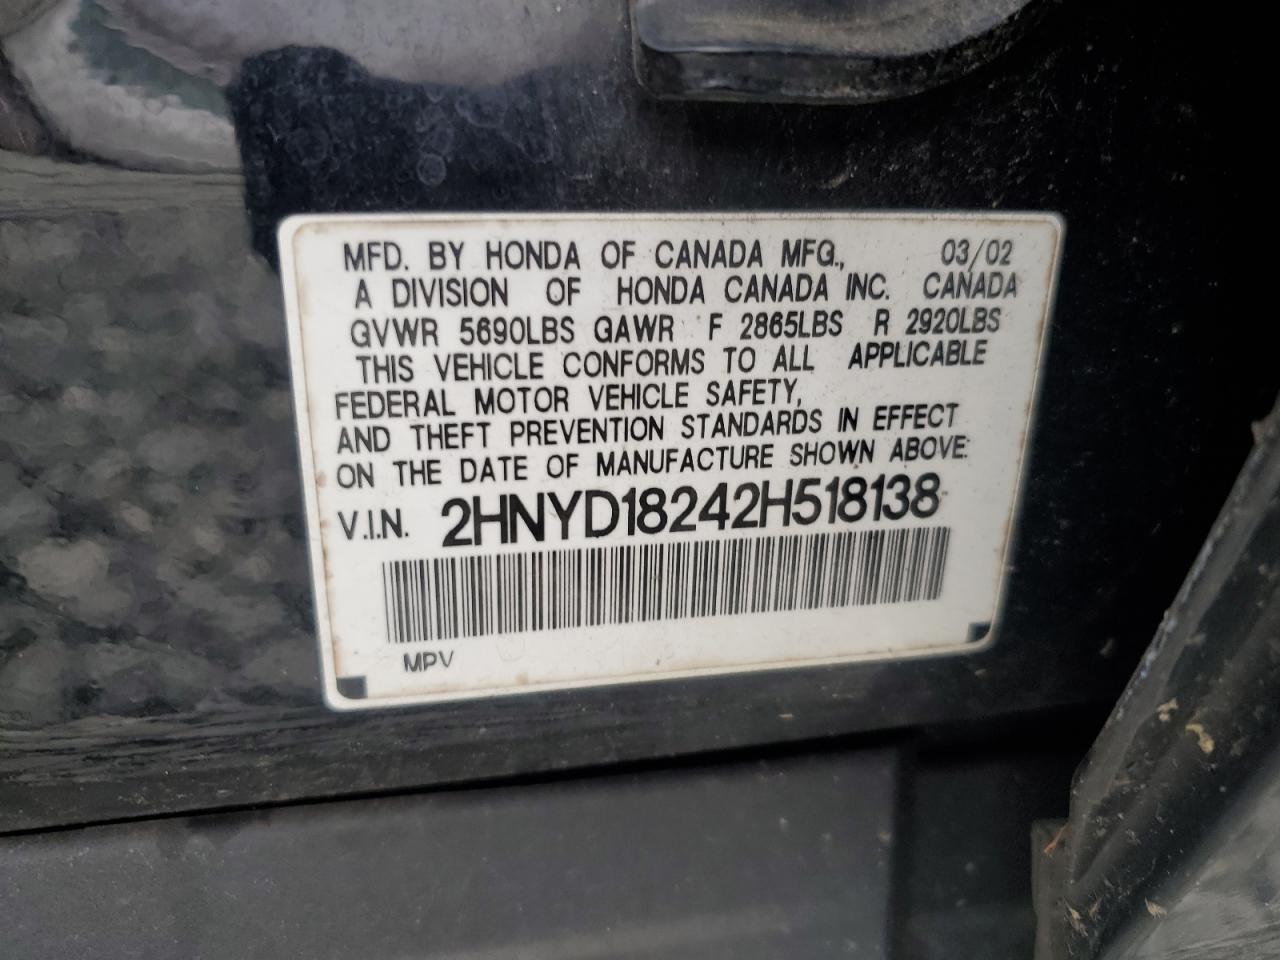 MFD. BY HONDA OF CANADA MFG., 03/02
A DIVISION OF HONDA CANADA INC. CANADA
GVWR 5690LBS GAWR F 2865LBS R 2920LBS
THIS VEHICLE CONFORMS TO ALL APPLICABLE
FEDERAL MOTOR VEHICLE SAFETY,
AND THEFT PREVENTION STANDARDS IN EFFECT
ON THE DATE OF MANUFACTURE SHOWN ABOVE:
V.I.N. 2HNYD18242H518138
MPV